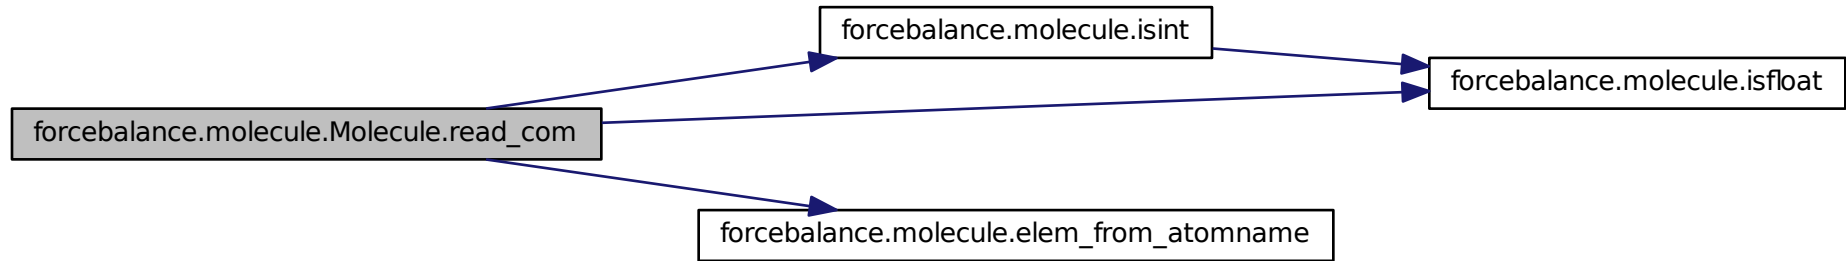 forcebalance.molecule.isint
forcebalance.molecule.isfloat
forcebalance.molecule.Molecule.read_com
forcebalance.molecule.elem_from_atomname